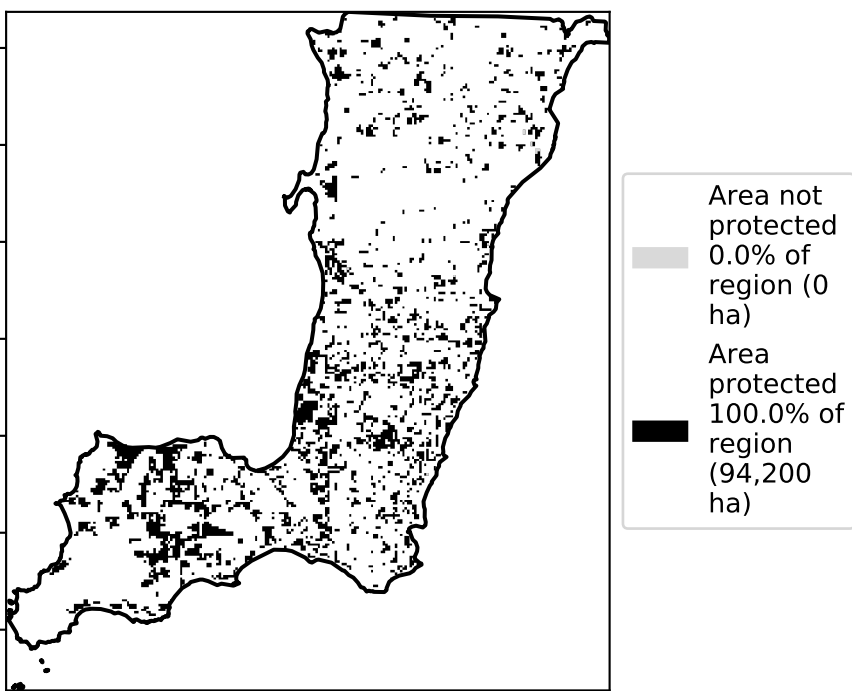 Area not
protected
0.0% of
region (0
ha)
Area
protected
100.0% of
region
(94,200
ha)